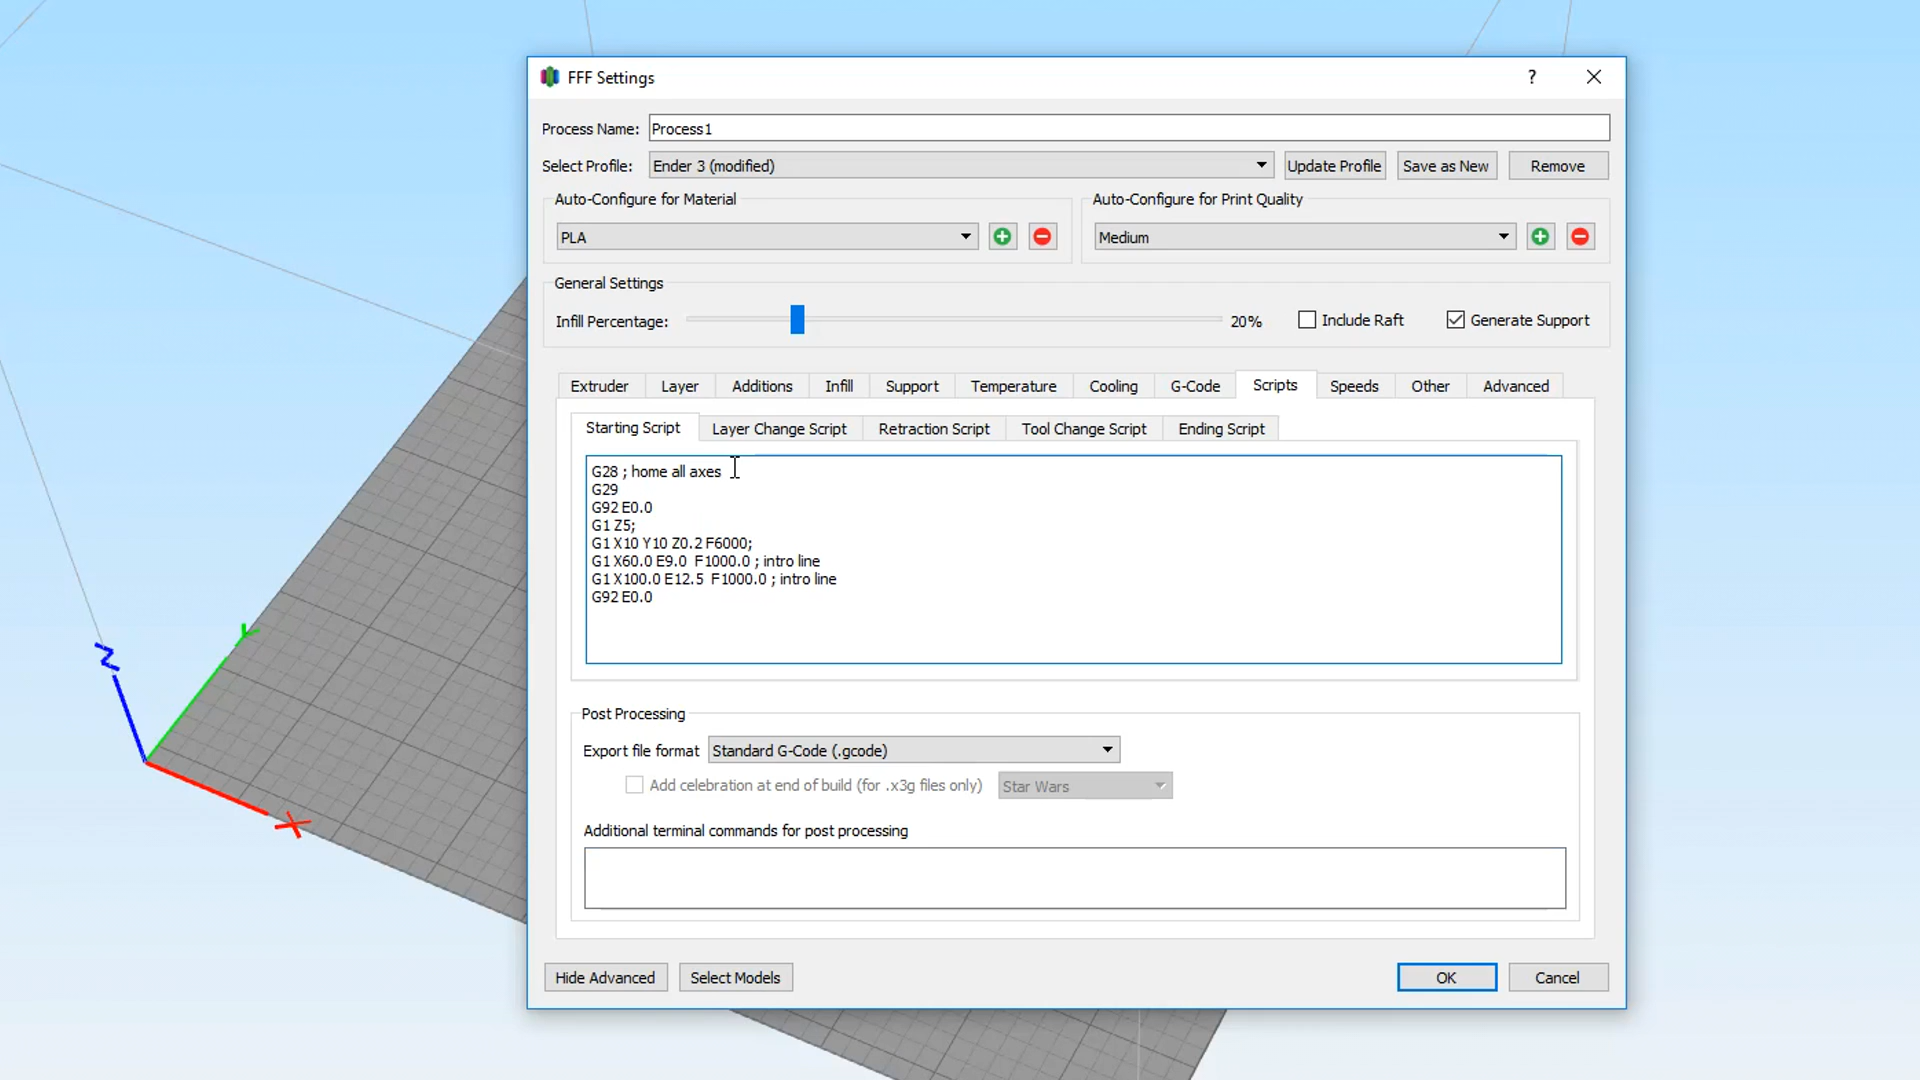 FFF Settings
?
Process Name: Process1
Select Profile: Ender 3 (modified) Update Profile Save as New Remove
Auto-Configure for Material Auto-Configure for Print Quality
PLA Medium
General Settings
Infill Percentage: 20% Include Raft Generate Support
Extruder Layer Additions Infill Support Temperature Cooling G-Code Scripts Speeds Other Advanced
Starting Script Layer Change Script Retraction Script Tool Change Script Ending Script
G28 ; home all axes
G29
G92 E0.0
G1 Z5;
G1 X10 Y10 Z0.2 F6000;
G1 X60.0 E9.0  F1000.0 ; intro line
G1 X100.0 E12.5  F1000.0 ; intro line
G92 E0.0
Z
Y
X
Post Processing
Export file format Standard G-Code (.gcode)
Add celebration at end of build (for .x3g files only) Star Wars
Additional terminal commands for post processing
Hide Advanced Select Models OK Cancel